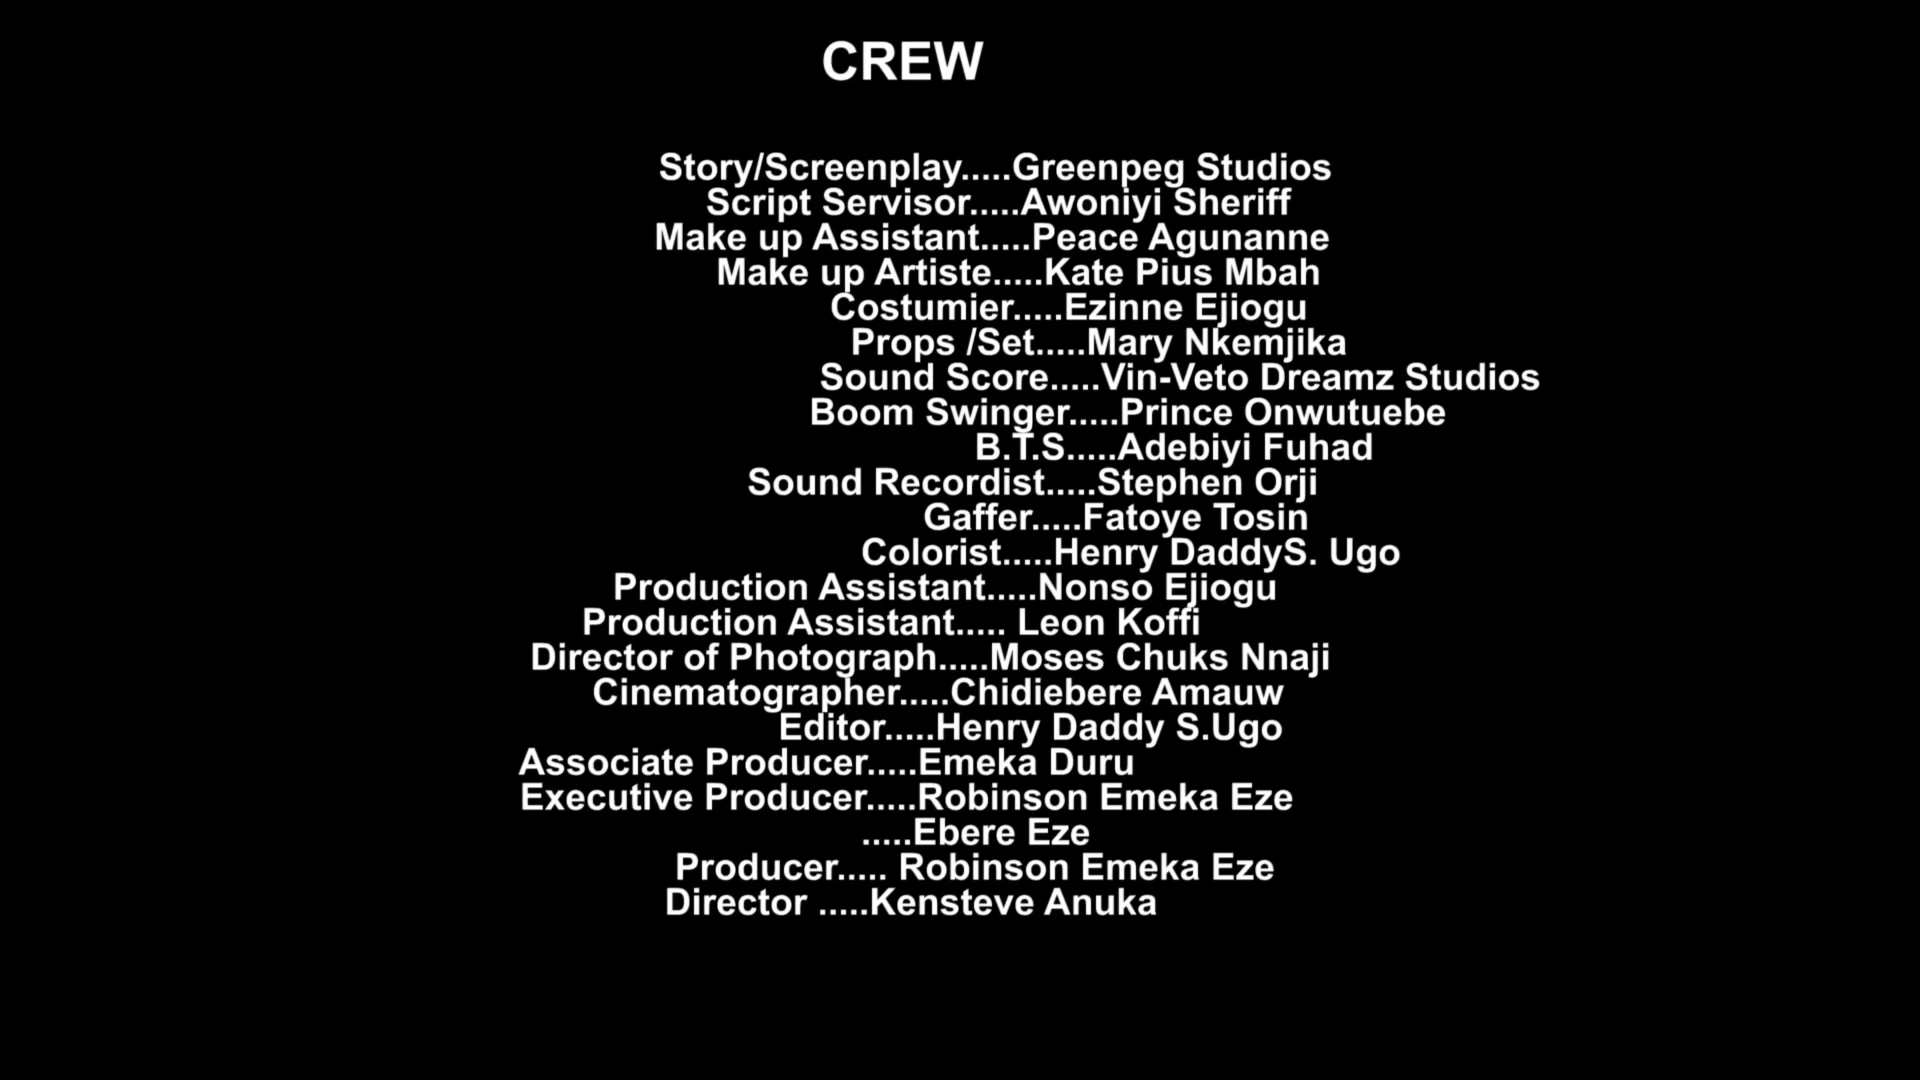 CREW
Story/Screenplay.....Greenpeg Studios
Script Servisor.....Awoniyi Sheriff
Make up Assistant.....Peace Agunanne
Make up Artiste.....Kate Pius Mbah
Costumier.....Ezinne Ejiogu
Props /Set.....Mary Nkemjika
Sound Score.....Vin-Veto Dreamz Studios
Boom Swinger.....Prince Onwutuebe
B.T.S.....Adebiyi Fuhad
Sound Recordist.....Stephen Orji
Gaffer.....Fatoye Tosin
Colorist.....Henry DaddyS. Ugo
Production Assistant.....Nonso Ejiogu
Production Assistant..... Leon Koffi
Director of Photograph.....Moses Chuks Nnaji
Cinematographer.....Chidiebere Amauw
Editor.....Henry Daddy S.Ugo
Associate Producer.....Emeka Duru
Executive Producer.....Robinson Emeka Eze
.....Ebere Eze
Producer..... Robinson Emeka Eze
Director .....Kensteve Anuka